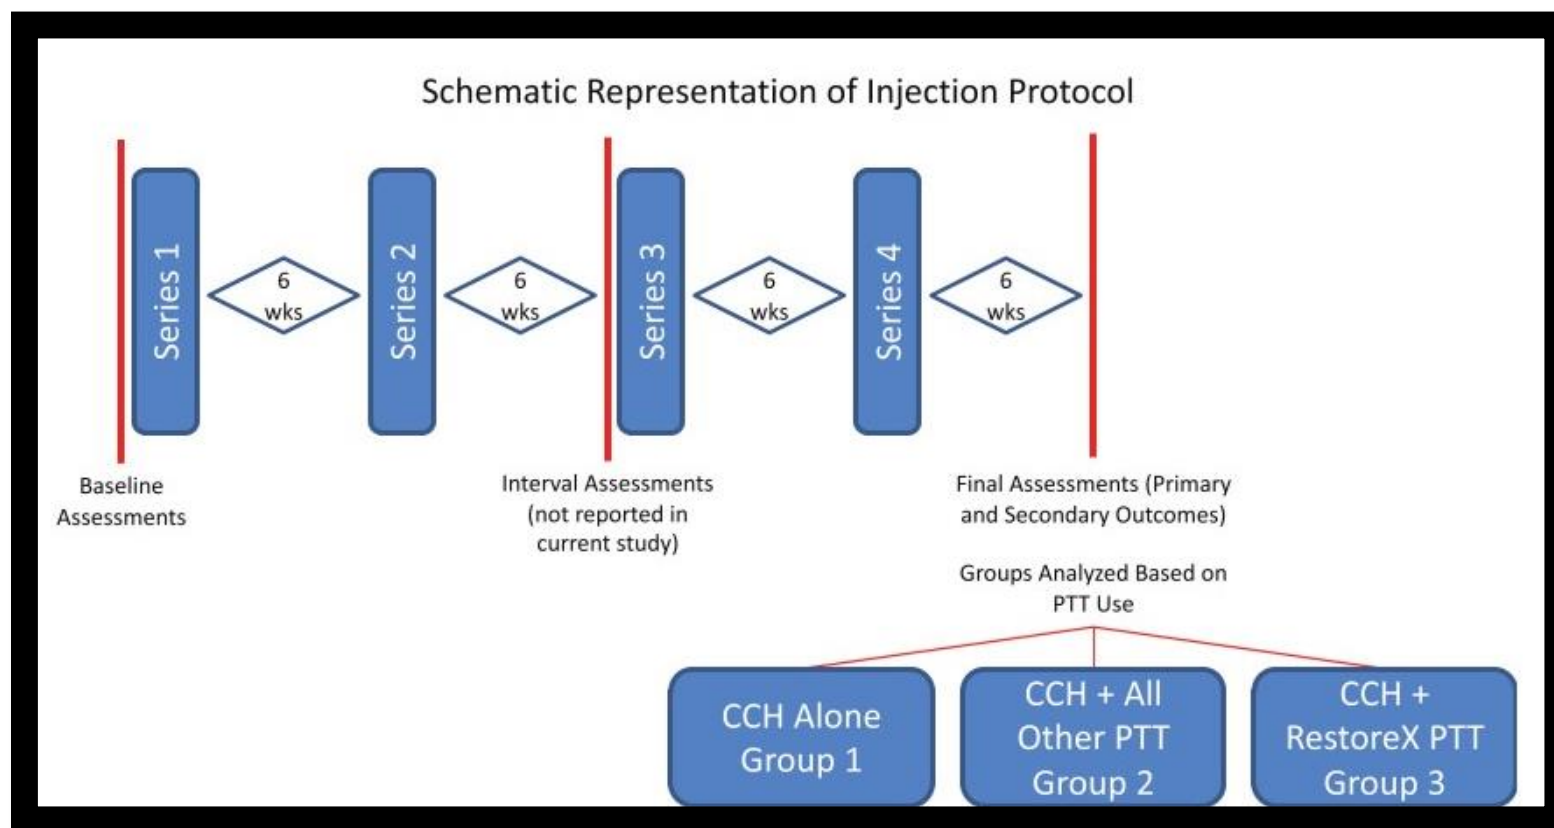 Schematic Representation of Injection Protocol
Series 1
6
wks
Series 2
6
wks
Series 3
6
wks
Series 4
6
wks
Baseline
Assessments
Interval Assessments
(not reported in
current study)
Final Assessments (Primary
and Secondary Outcomes)
Groups Analyzed Based on
PTT Use
CCH Alone
Group 1
CCH + All
Other PTT
Group 2
CCH +
RestoreX PTT
Group 3